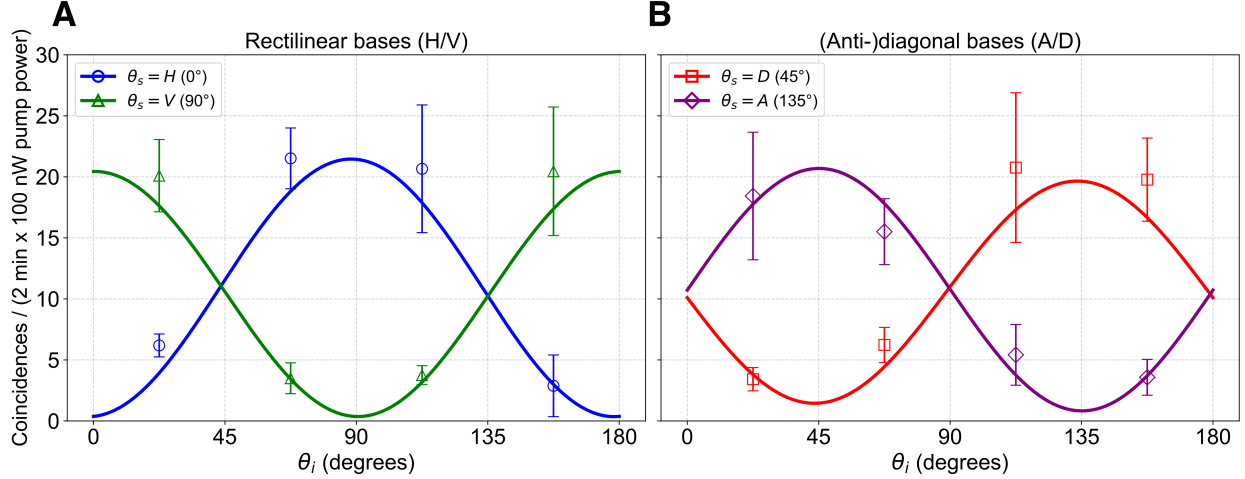 A
Rectilinear bases (H/V)
Coincidences / (2 min x 100 nW pump power)
30
25
20
15
10
5
0
θs = H (0°)
θs = V (90°)
0 45 90 135 180
θi (degrees)
B
(Anti-)diagonal bases (A/D)
θs = D (45°)
θs = A (135°)
0 45 90 135 180
θi (degrees)